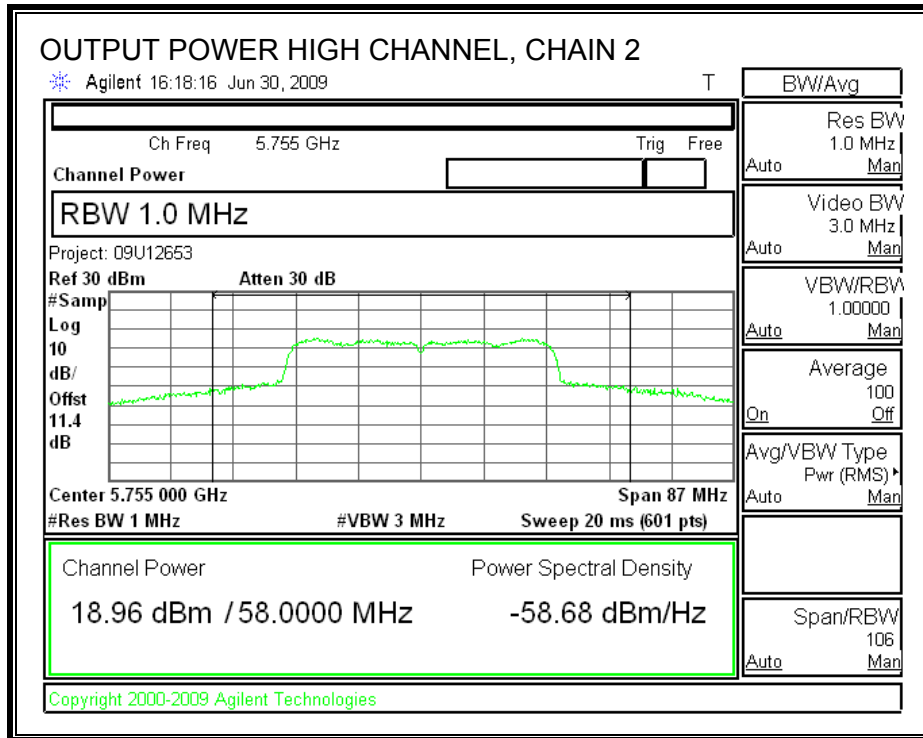 OUTPUT POWER HIGH CHANNEL, CHAIN 2
Agilent 16:18:16 Jun 30, 2009 T
BW/Avg
Ch Freq 5.755 GHz Trig Free
Channel Power
RBW 1.0 MHz
Project: 09U12653
Ref 30 dBm Atten 30 dB
#Samp
Log
10
dB/
Offst
11.4
dB
Center 5.755 000 GHz Span 87 MHz
#Res BW 1 MHz #VBW 3 MHz Sweep 20 ms (601 pts)
Channel Power Power Spectral Density
18.96 dBm / 58.0000 MHz -58.68 dBm/Hz
Copyright 2000-2009 Agilent Technologies
Res BW
1.0 MHz
Auto Man
Video BW
3.0 MHz
Auto Man
VBW/RBW
1.00000
Auto Man
Average
100
On Off
Avg/VBW Type
Pwr (RMS)
Auto Man
Span/RBW
106
Auto Man